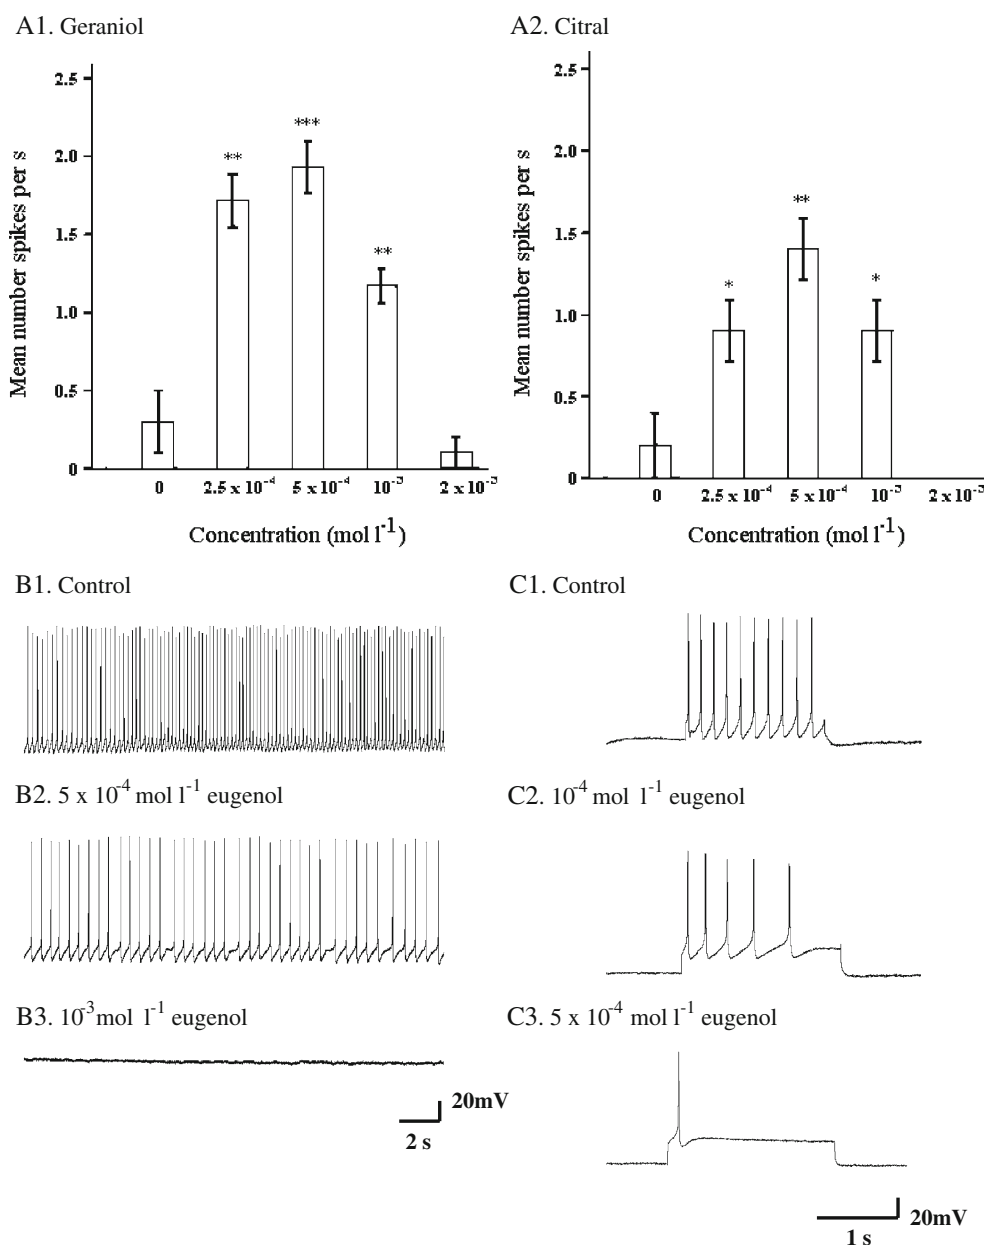 A1. Geraniol
2.5
2.0
1.5
1.0
0.5
0
Mean number spikes per s
**
***
**
0
2.5 x 10⁻⁴
5 x 10⁻⁴
10⁻³
2 x 10⁻³
Concentration (mol l⁻¹)
A2. Citral
2.5
2.0
1.5
1.0
0.5
0
Mean number spikes per s
*
**
*
0
2.5 x 10⁻⁴
5 x 10⁻⁴
10⁻³
2 x 10⁻³
Concentration (mol l⁻¹)
B1. Control
B2. 5 x 10⁻⁴ mol l⁻¹ eugenol
B3. 10⁻³mol l⁻¹ eugenol
20mV
2 s
C1. Control
C2. 10⁻⁴ mol l⁻¹ eugenol
C3. 5 x 10⁻⁴ mol l⁻¹ eugenol
20mV
1 s